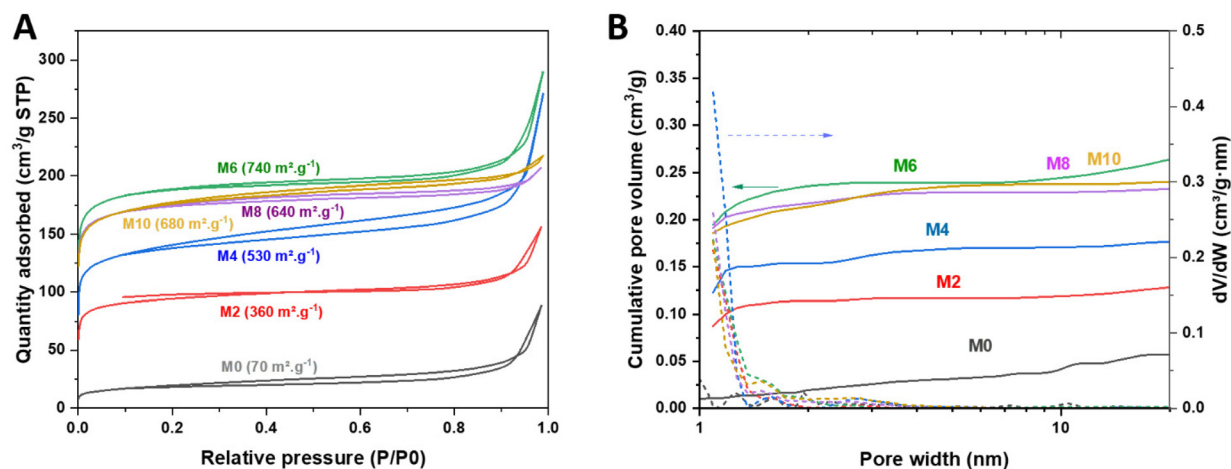 A
Quantity adsorbed (cm³/g STP)
300
250
200
150
100
50
0
M6 (740 m².g⁻¹)
M10 (680 m².g⁻¹)
M8 (640 m².g⁻¹)
M4 (530 m².g⁻¹)
M2 (360 m².g⁻¹)
M0 (70 m².g⁻¹)
0.0 0.2 0.4 0.6 0.8 1.0
Relative pressure (P/P0)
B
Cumulative pore volume (cm³/g)
0.40
0.35
0.30
0.25
0.20
0.15
0.10
0.05
0.00
M6
M8
M10
M4
M2
M0
0.5
0.4
0.3
0.2
0.1
0.0
dV/dW (cm³/g·nm)
1 10
Pore width (nm)